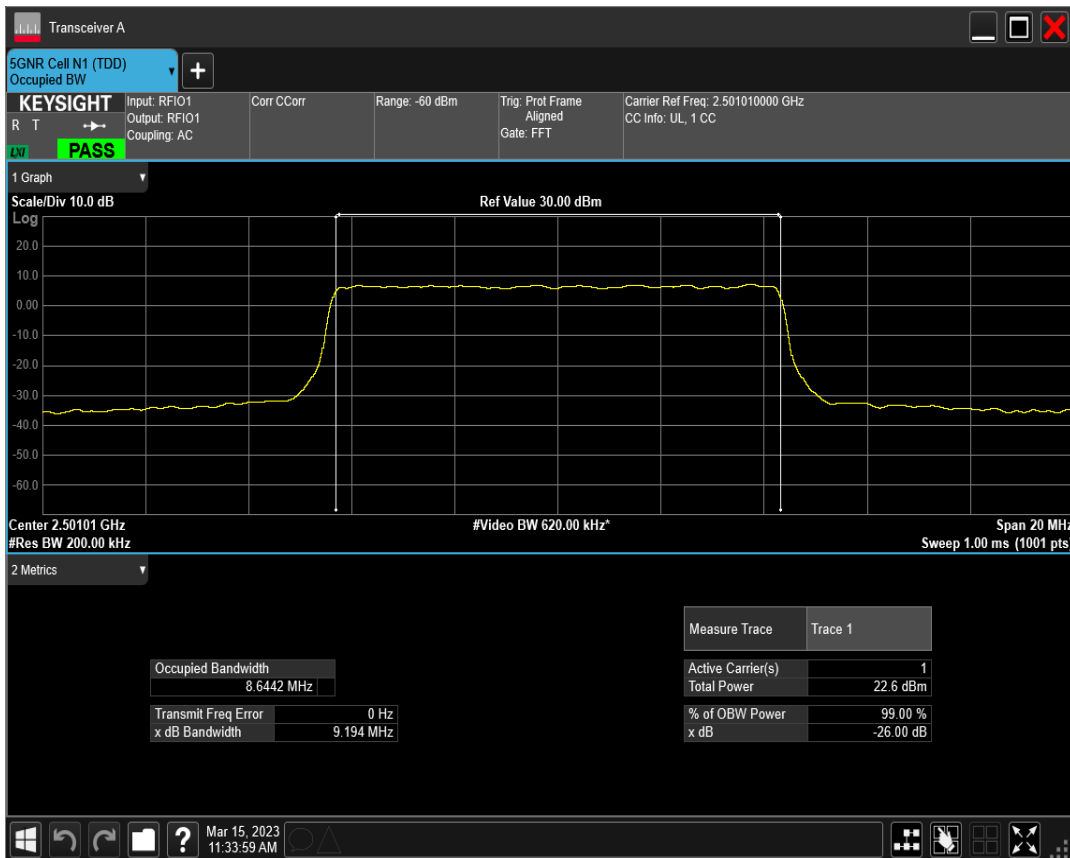 Transceiver A
5GNR Cell N1 (TDD)
Occupied BW
+
KEYSIGHT
R T
LXI
PASS
Input: RFIO1
Output: RFIO1
Coupling: AC
Corr CCorr
Range: -60 dBm
Trig: Prot Frame
Aligned
Gate: FFT
Carrier Ref Freq: 2.501010000 GHz
CC Info: UL, 1 CC
1 Graph
Scale/Div 10.0 dB
Ref Value 30.00 dBm
Log
20.0
10.0
0.00
-10.0
-20.0
-30.0
-40.0
-50.0
-60.0
Center 2.50101 GHz
#Video BW 620.00 kHz*
Span 20 MHz
#Res BW 200.00 kHz
Sweep 1.00 ms (1001 pts)
2 Metrics
Measure Trace Trace 1
Occupied Bandwidth
8.6442 MHz
Active Carrier(s) 1
Total Power 22.6 dBm
Transmit Freq Error 0 Hz
x dB Bandwidth 9.194 MHz
% of OBW Power 99.00 %
x dB -26.00 dB
?
Mar 15, 2023
11:33:59 AM